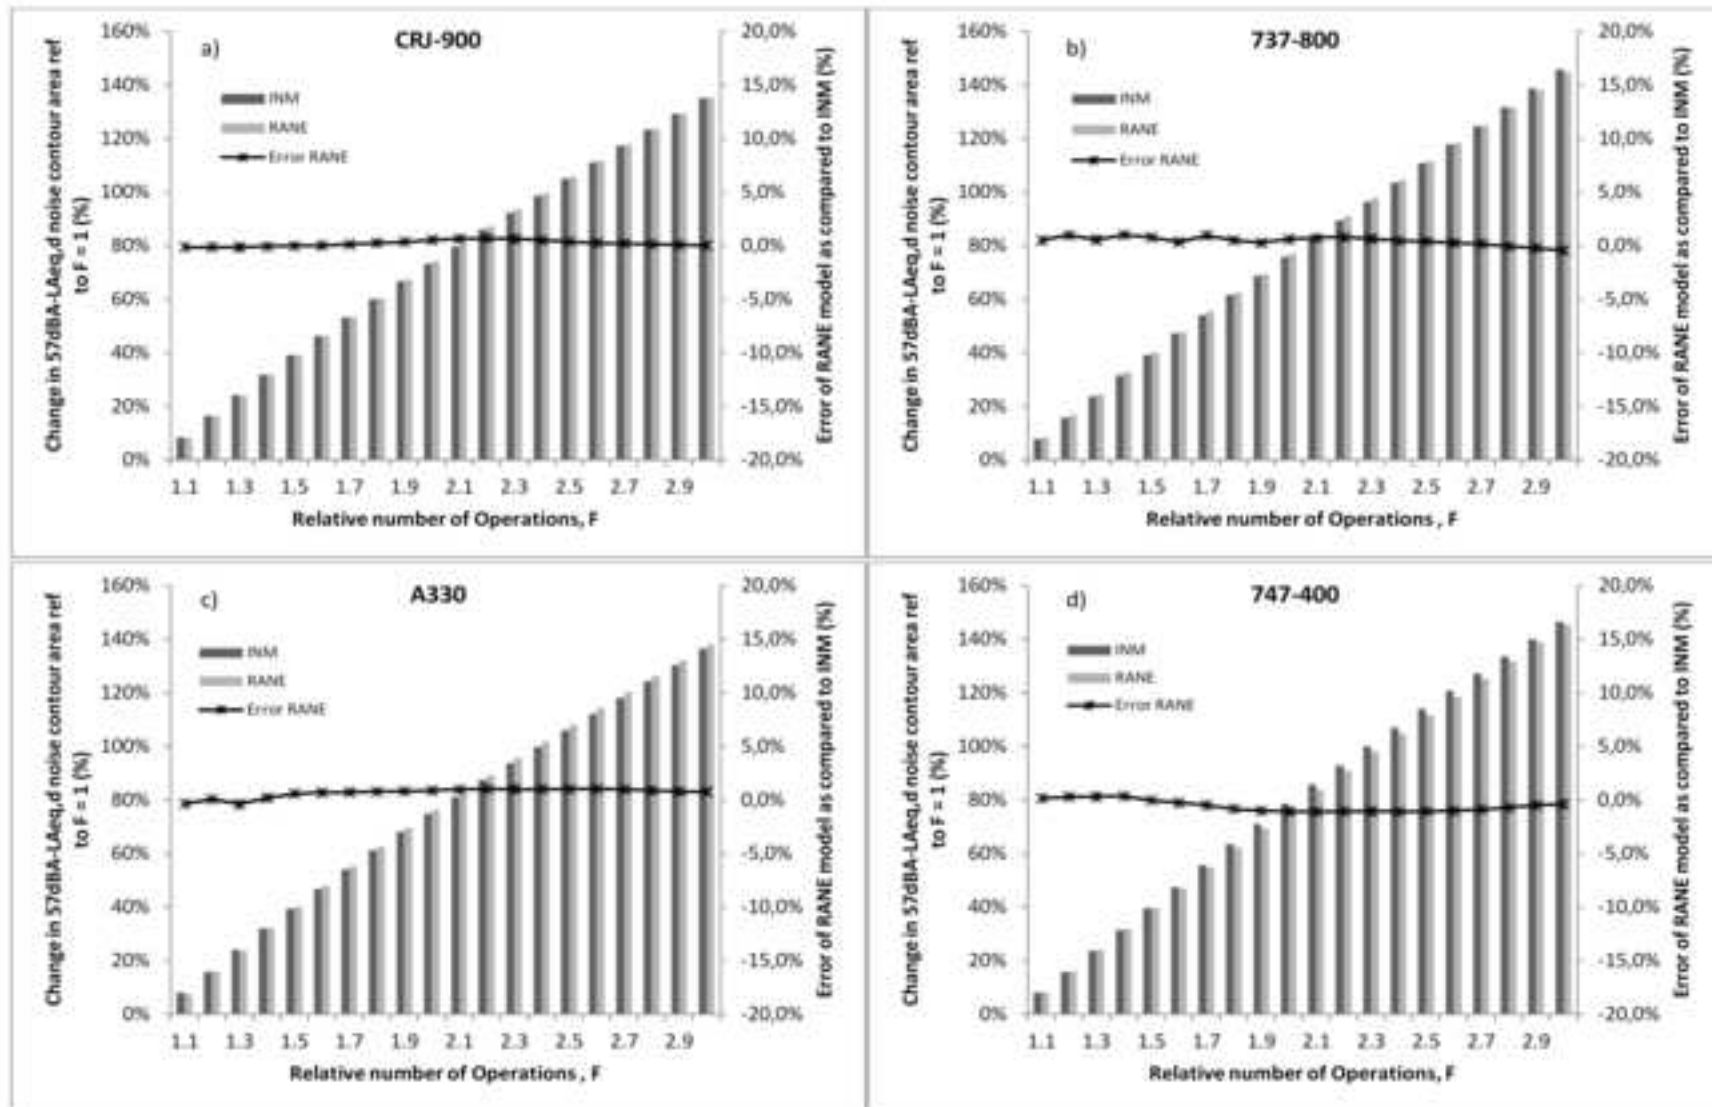 a)
CRJ-900
INM
RANE
Error RANE
Change in 57dBA-LAeq,d noise contour area ref
to F = 1 (%)
160%
140%
120%
100%
80%
60%
40%
20%
0%
20,0%
15,0%
10,0%
5,0%
0,0%
-5,0%
-10,0%
-15,0%
-20,0%
Error of RANE model as compared to INM (%)
1.1 1.3 1.5 1.7 1.9 2.1 2.3 2.5 2.7 2.9
Relative number of Operations, F
b)
737-800
INM
RANE
Error RANE
Change in 57dBA-LAeq,d noise contour area ref
to F = 1 (%)
160%
140%
120%
100%
80%
60%
40%
20%
0%
20,0%
15,0%
10,0%
5,0%
0,0%
-5,0%
-10,0%
-15,0%
-20,0%
Error of RANE model as compared to INM (%)
1.1 1.3 1.5 1.7 1.9 2.1 2.3 2.5 2.7 2.9
Relative number of Operations , F
c)
A330
INM
RANE
Error RANE
Change in 57dBA-LAeq,d noise contour area ref
to F = 1 (%)
160%
140%
120%
100%
80%
60%
40%
20%
0%
20,0%
15,0%
10,0%
5,0%
0,0%
-5,0%
-10,0%
-15,0%
-20,0%
Error of RANE model as compared to INM (%)
1.1 1.3 1.5 1.7 1.9 2.1 2.3 2.5 2.7 2.9
Relative number of Operations , F
d)
747-400
INM
RANE
Error RANE
Change in 57dBA-LAeq,d noise contour area ref
to F = 1 (%)
160%
140%
120%
100%
80%
60%
40%
20%
0%
20,0%
15,0%
10,0%
5,0%
0,0%
-5,0%
-10,0%
-15,0%
-20,0%
Error of RANE model as compared to INM (%)
1.1 1.3 1.5 1.7 1.9 2.1 2.3 2.5 2.7 2.9
Relative number of Operations, F